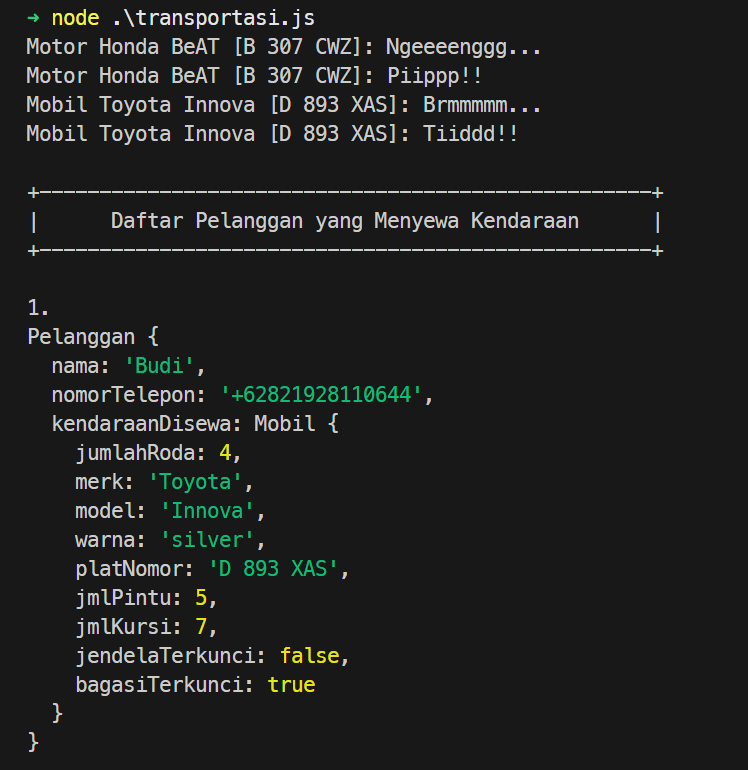 ➜ node .\transportasi.js
Motor Honda BeAT [B 307 CWZ]: Ngeeeenggg...
Motor Honda BeAT [B 307 CWZ]: Piippp!!
Mobil Toyota Innova [D 893 XAS]: Brmmmmm...
Mobil Toyota Innova [D 893 XAS]: Tiiddd!!
+---------------------------------------------------+
|      Daftar Pelanggan yang Menyewa Kendaraan      |
+---------------------------------------------------+
1.
Pelanggan {
  nama: 'Budi',
  nomorTelepon: '+62821928110644',
  kendaraanDisewa: Mobil {
    jumlahRoda: 4,
    merk: 'Toyota',
    model: 'Innova',
    warna: 'silver',
    platNomor: 'D 893 XAS',
    jmlPintu: 5,
    jmlKursi: 7,
    jendelaTerkunci: false,
    bagasiTerkunci: true
  }
}